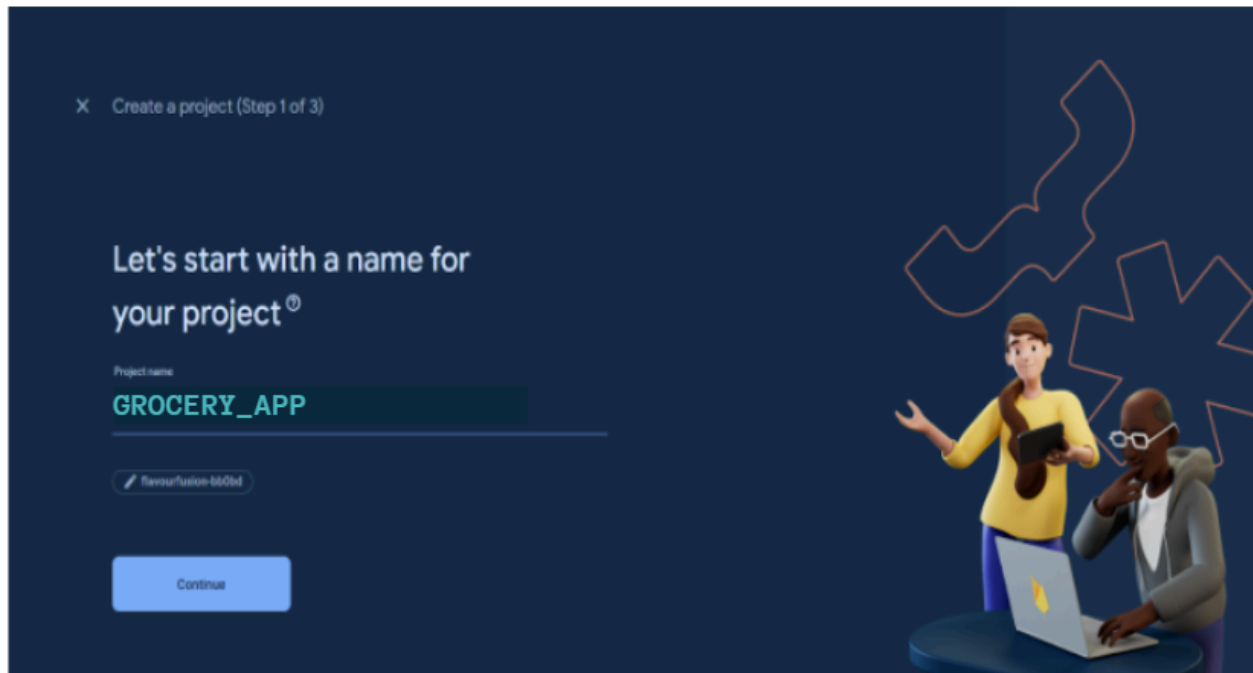 Create a project (Step 1 of 3)
Let's start with a name for
your project
Project name
GROCERY_APP
flavourfusion-bb0bd
Continue